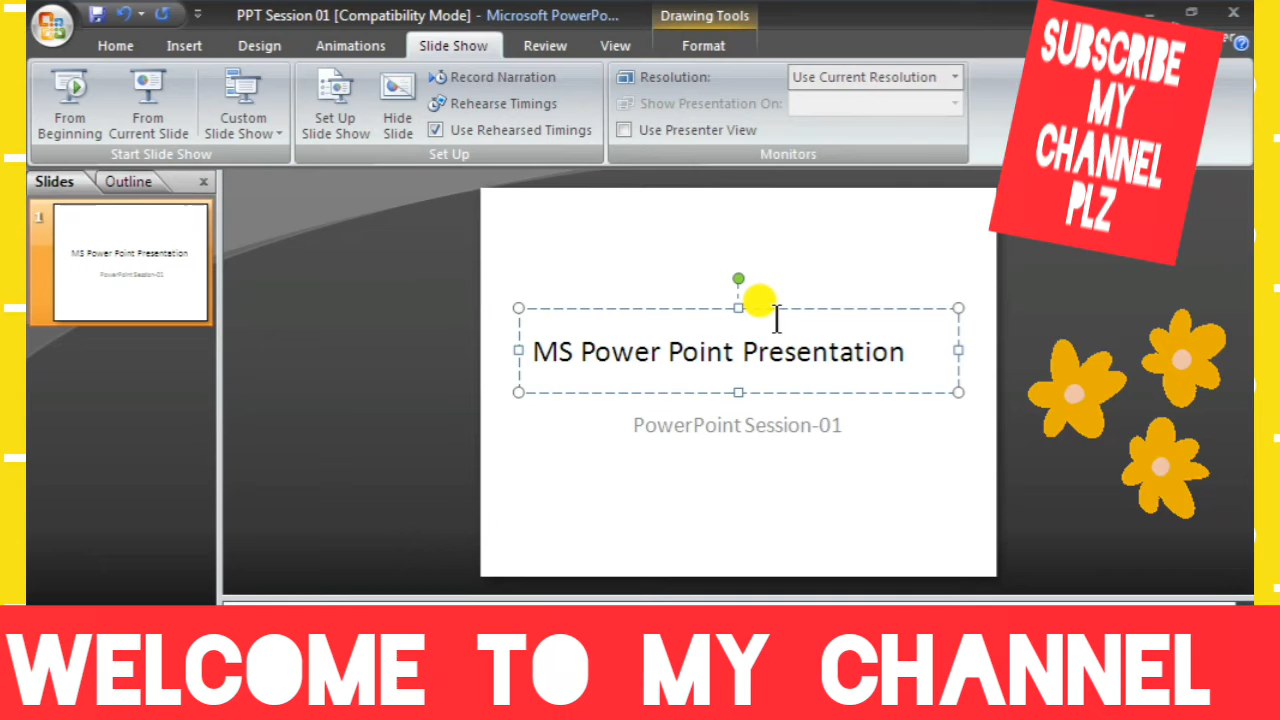 PPT Session 01 [Compatibility Mode] - Microsoft PowerPo...
Drawing Tools
Home Insert Design Animations Slide Show Review View Format
From Beginning
From Current Slide
Custom Slide Show
Start Slide Show
Set Up Slide Show
Hide Slide
Record Narration
Rehearse Timings
Use Rehearsed Timings
Set Up
Resolution: Use Current Resolution
Show Presentation On:
Use Presenter View
Monitors
SUBSCRIBE
MY
CHANNEL
PLZ
Slides Outline
1
MS Power Point Presentation
PowerPoint Session-01
MS Power Point Presentation
PowerPoint Session-01
WELCOME TO MY CHANNEL